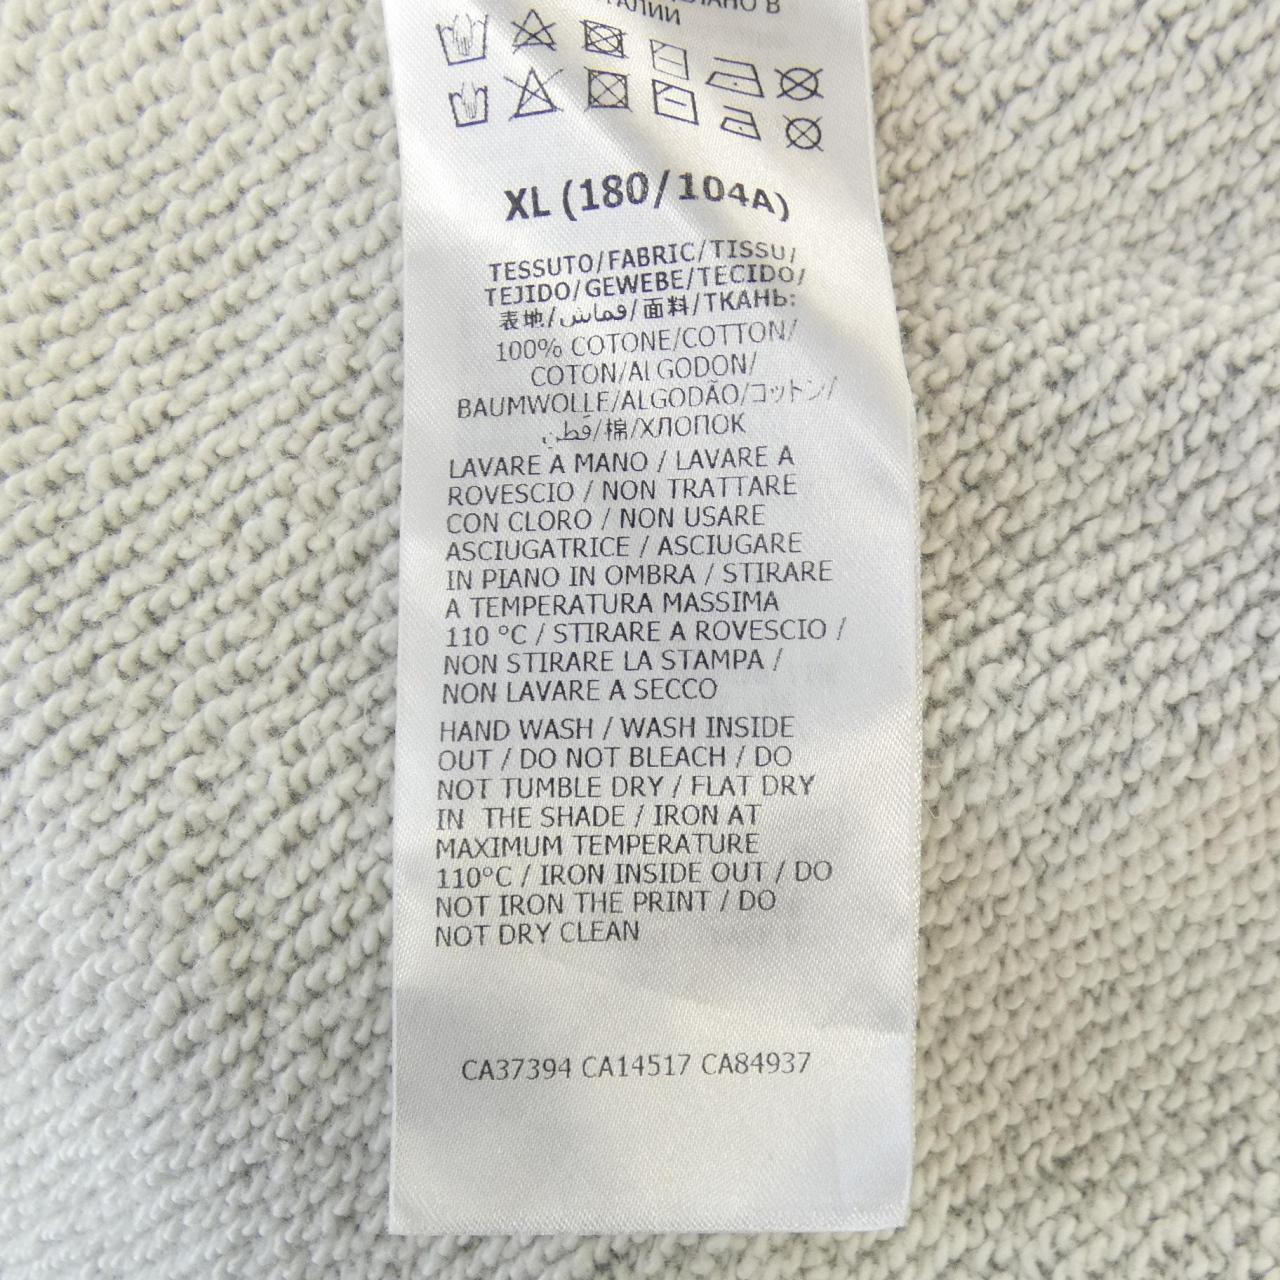 В
XL (180/104A)
TESSUTO/FABRIC/TISSU/
TEJIDO/GEWEBE/TECIDO/
表地/قماش/面料/ТКАНЬ:
100% COTONE/COTTON/
COTON/ALGODON/
BAUMWOLLE/ALGODÃO/コットン/
قطن/棉/ХЛОПОК
LAVARE A MANO / LAVARE A
ROVESCIO / NON TRATTARE
CON CLORO / NON USARE
ASCIUGATRICE / ASCIUGARE
IN PIANO IN OMBRA / STIRARE
A TEMPERATURA MASSIMA
110 °C / STIRARE A ROVESCIO /
NON STIRARE LA STAMPA /
NON LAVARE A SECCO
HAND WASH / WASH INSIDE
OUT / DO NOT BLEACH / DO
NOT TUMBLE DRY / FLAT DRY
IN THE SHADE / IRON AT
MAXIMUM TEMPERATURE
110°C / IRON INSIDE OUT / DO
NOT IRON THE PRINT / DO
NOT DRY CLEAN
CA37394 CA14517 CA84937